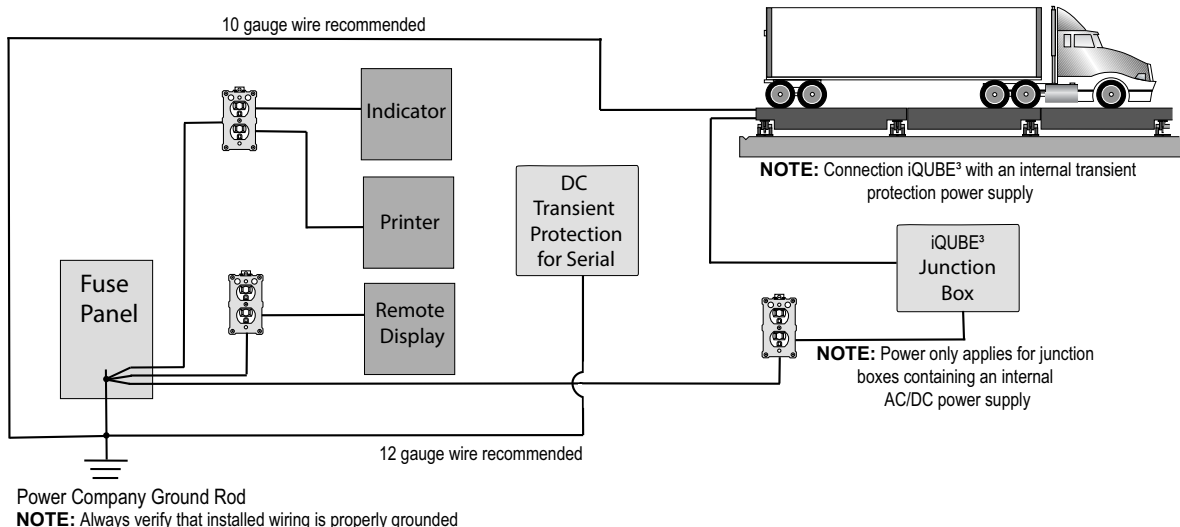 10 gauge wire recommended
Indicator
Printer
Remote
Display
Fuse
Panel
DC
Transient
Protection
for Serial
NOTE: Connection iQUBE³ with an internal transient
protection power supply
iQUBE³
Junction
Box
NOTE: Power only applies for junction
boxes containing an internal
AC/DC power supply
12 gauge wire recommended
Power Company Ground Rod
NOTE: Always verify that installed wiring is properly grounded